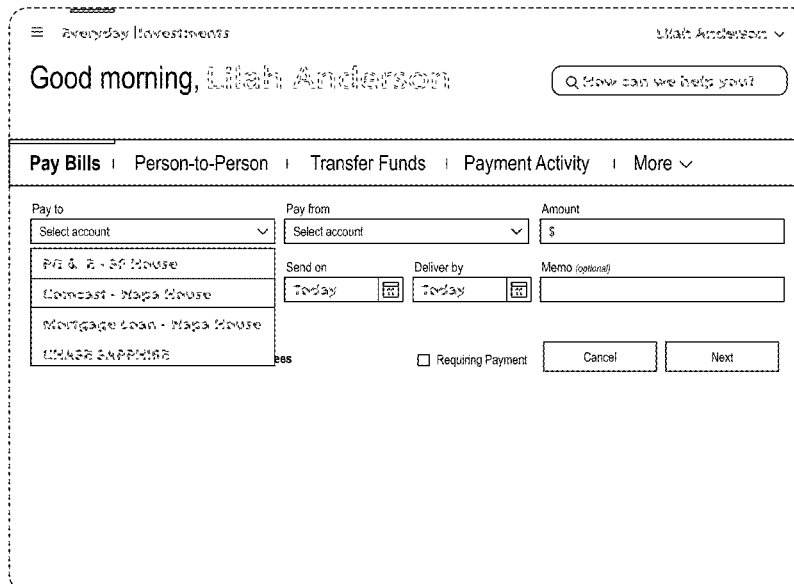 Everyday | Investments
Lilah Anderson
Good morning, Lilah Anderson
How can we help you?
Pay Bills | Person-to-Person | Transfer Funds | Payment Activity | More
Pay to Pay from Amount
Select account Select account $
PG & E - SF House
Send on Deliver by Memo (optional)
Comcast - Napa House Today Today
Mortgage Loan - Napa House
CHASE SAPPHIRE
ees Requiring Payment Cancel Next